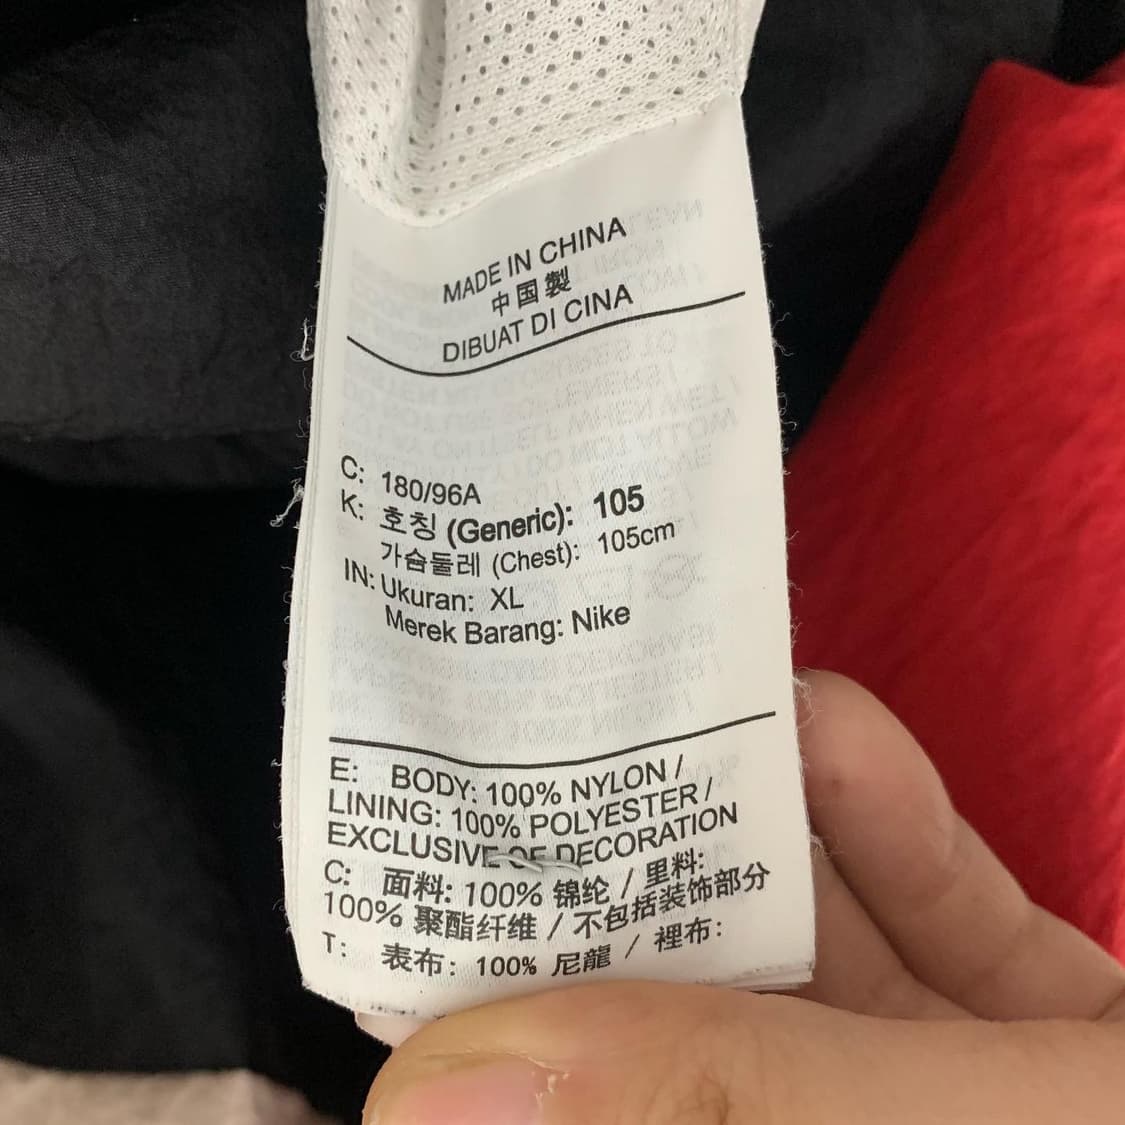 MADE IN CHINA
中国製
DIBUAT DI CINA
C: 180/96A
K: 호칭 (Generic): 105
가슴둘레 (Chest): 105cm
IN: Ukuran: XL
Merek Barang: Nike
E: BODY: 100% NYLON /
LINING: 100% POLYESTER /
EXCLUSIVE OF DECORATION
C: 面料: 100% 锦纶 / 里料:
100% 聚酯纤维 / 不包括装饰部分
T: 表布: 100% 尼龍 / 裡布: